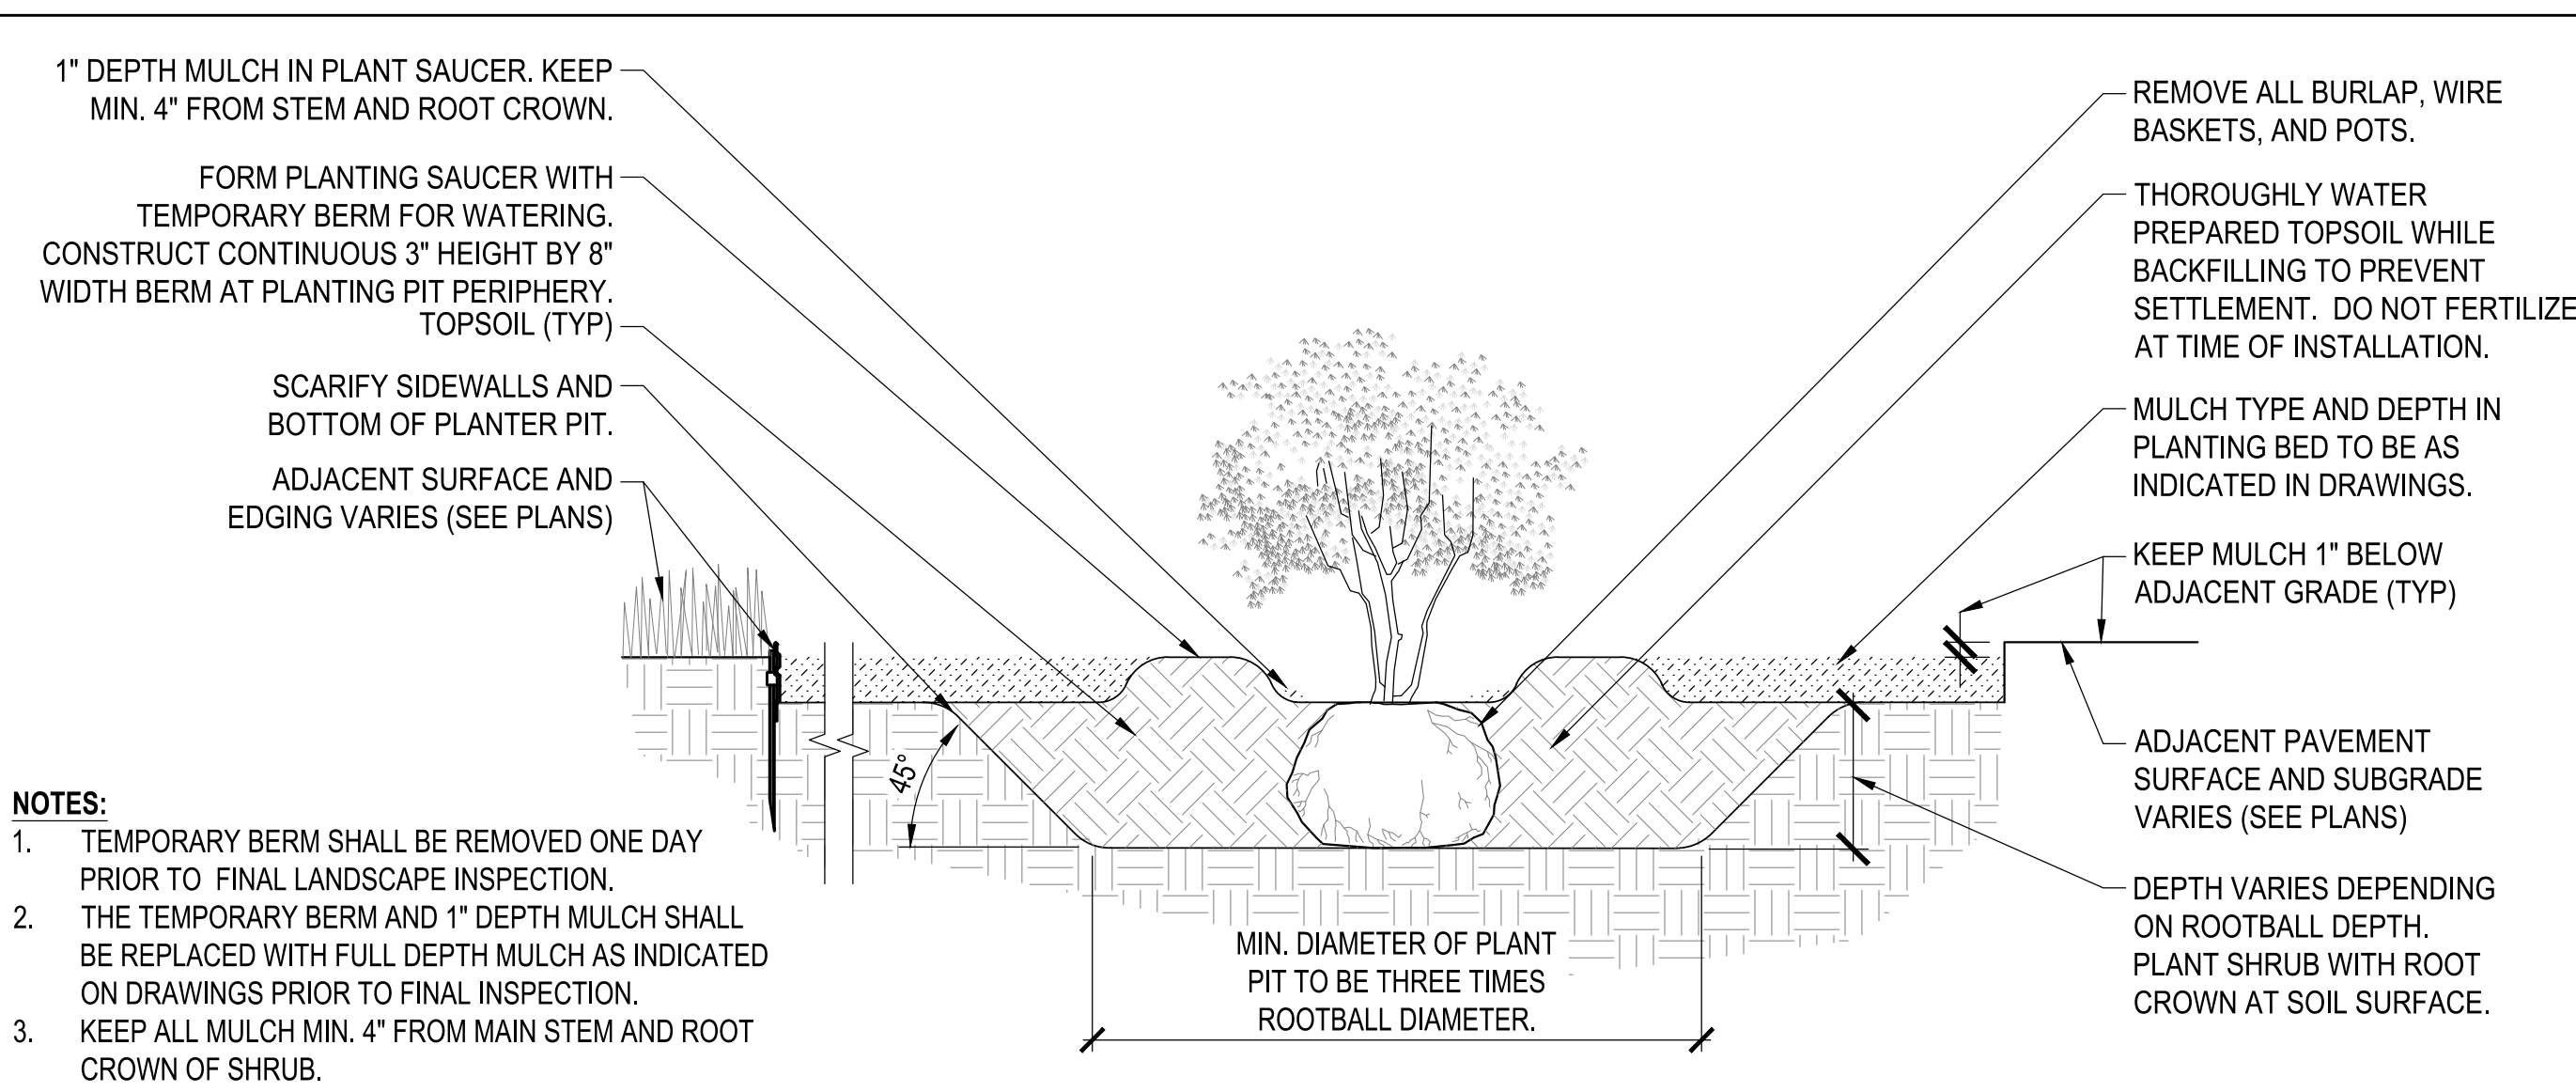 1" DEPTH MULCH IN PLANT SAUCER. KEEP
MIN. 4" FROM STEM AND ROOT CROWN.
FORM PLANTING SAUCER WITH
TEMPORARY BERM FOR WATERING.
CONSTRUCT CONTINUOUS 3" HEIGHT BY 8"
WIDTH BERM AT PLANTING PIT PERIPHERY.
TOPSOIL (TYP)
SCARIFY SIDEWALLS AND
BOTTOM OF PLANTER PIT.
ADJACENT SURFACE AND
EDGING VARIES (SEE PLANS)
45°
NOTES:
1. TEMPORARY BERM SHALL BE REMOVED ONE DAY
PRIOR TO FINAL LANDSCAPE INSPECTION.
2. THE TEMPORARY BERM AND 1" DEPTH MULCH SHALL
BE REPLACED WITH FULL DEPTH MULCH AS INDICATED
ON DRAWINGS PRIOR TO FINAL INSPECTION.
3. KEEP ALL MULCH MIN. 4" FROM MAIN STEM AND ROOT
CROWN OF SHRUB.
MIN. DIAMETER OF PLANT
PIT TO BE THREE TIMES
ROOTBALL DIAMETER.
REMOVE ALL BURLAP, WIRE
BASKETS, AND POTS.
THOROUGHLY WATER
PREPARED TOPSOIL WHILE
BACKFILLING TO PREVENT
SETTLEMENT. DO NOT FERTILIZE
AT TIME OF INSTALLATION.
MULCH TYPE AND DEPTH IN
PLANTING BED TO BE AS
INDICATED IN DRAWINGS.
KEEP MULCH 1" BELOW
ADJACENT GRADE (TYP)
ADJACENT PAVEMENT
SURFACE AND SUBGRADE
VARIES (SEE PLANS)
DEPTH VARIES DEPENDING
ON ROOTBALL DEPTH.
PLANT SHRUB WITH ROOT
CROWN AT SOIL SURFACE.